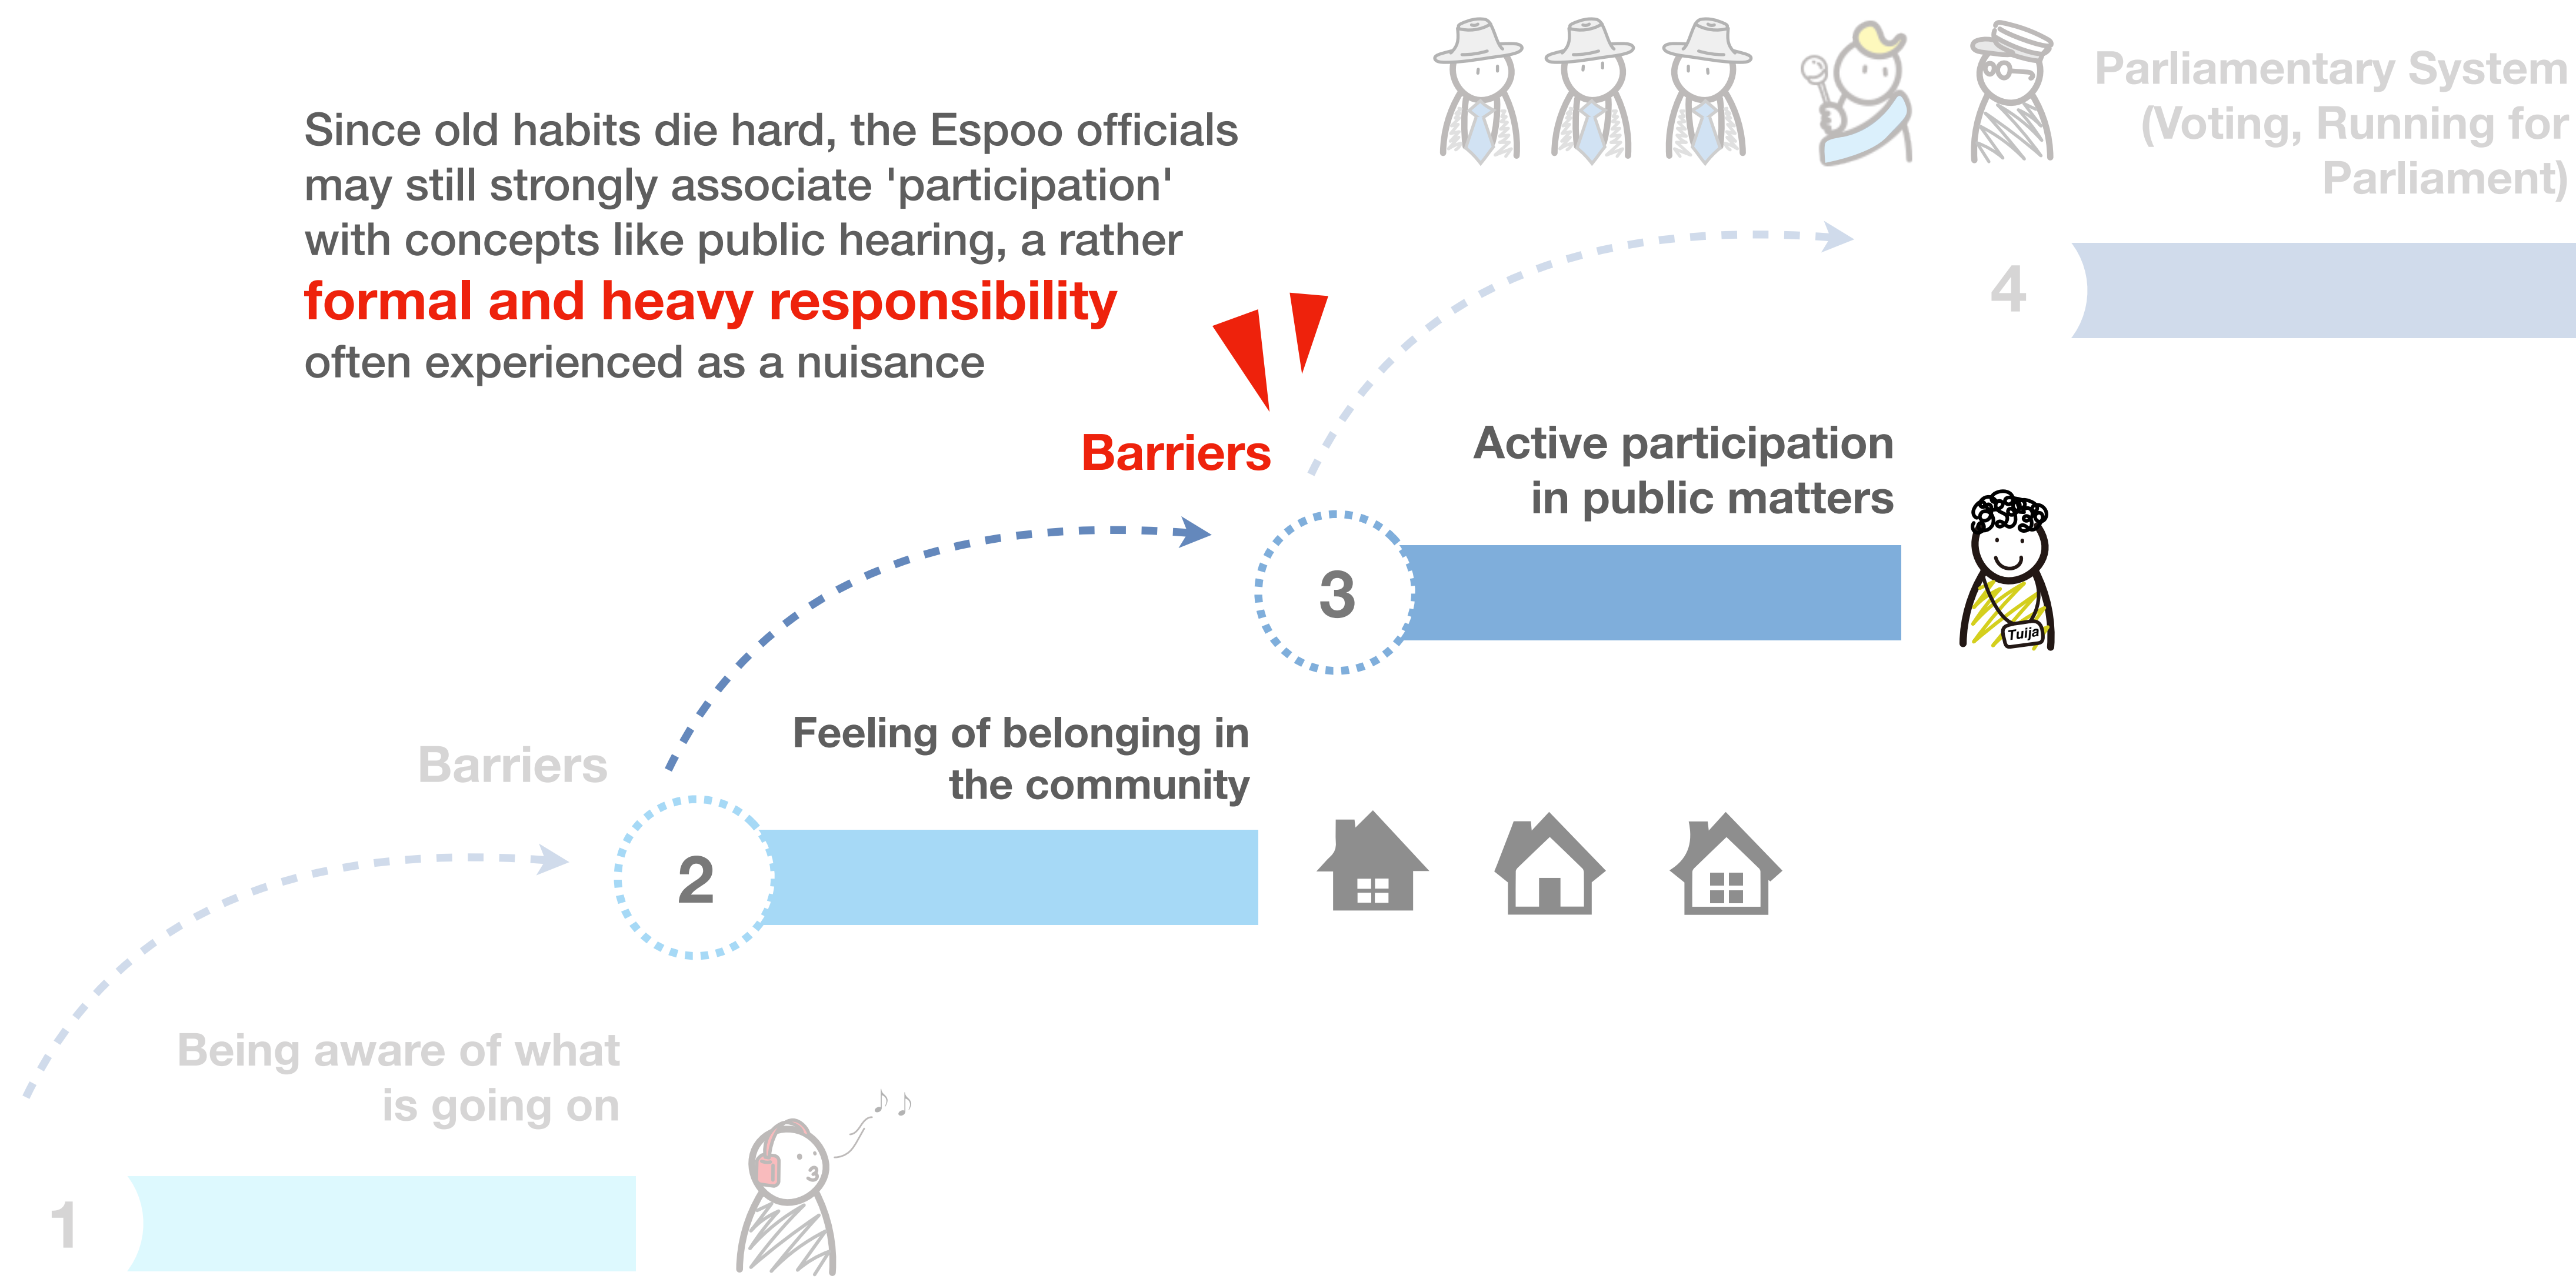 Parliamentary System
(Voting, Running for
Parliament)
Since old habits die hard, the Espoo officials
may still strongly associate 'participation'
with concepts like public hearing, a rather
formal and heavy responsibility
often experienced as a nuisance
4
Barriers
Active participation
in public matters
3
Tuija
Barriers
Feeling of belonging in
the community
2
Being aware of what
is going on
1